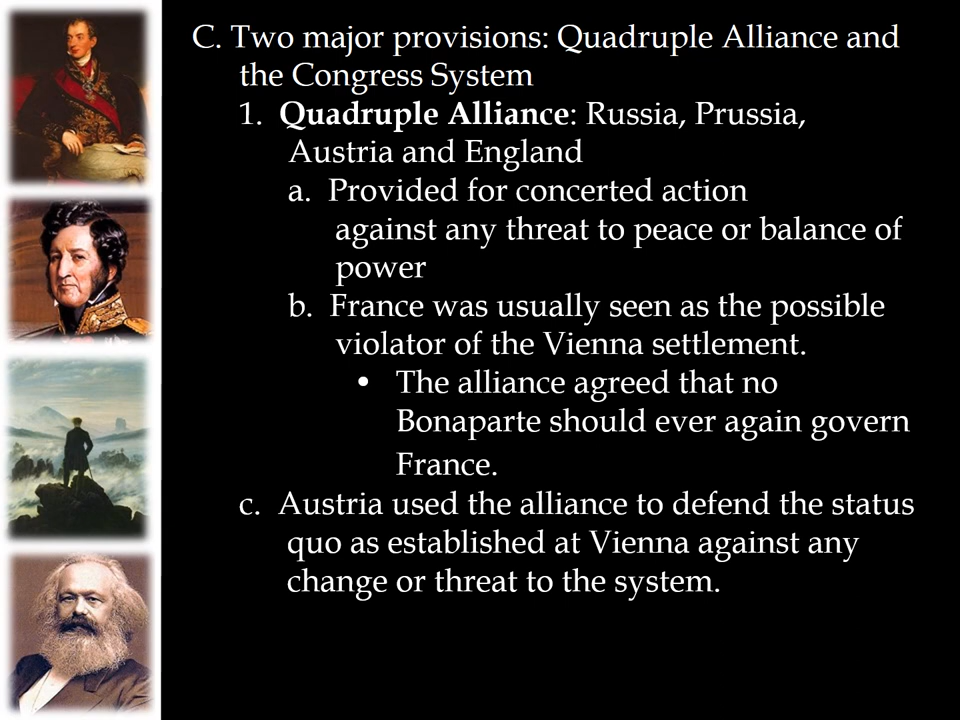 C. Two major provisions: Quadruple Alliance and
the Congress System
1. Quadruple Alliance: Russia, Prussia,
Austria and England
a. Provided for concerted action
against any threat to peace or balance of
power
b. France was usually seen as the possible
violator of the Vienna settlement.
• The alliance agreed that no
Bonaparte should ever again govern
France.
c. Austria used the alliance to defend the status
quo as established at Vienna against any
change or threat to the system.